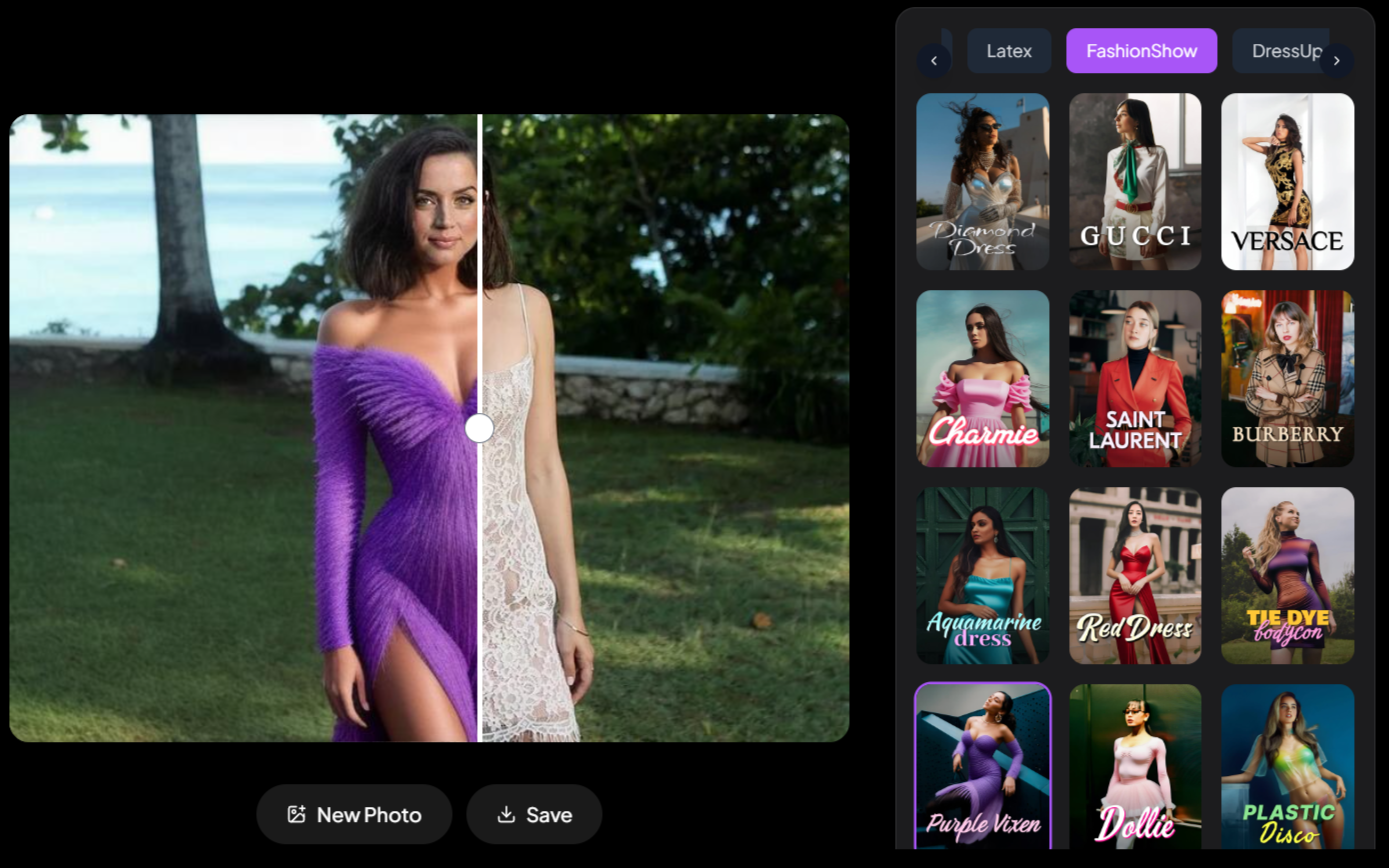 Latex
FashionShow
DressUp
Diamond
Dress
GUCCI
VERSACE
Charmie
SAINT
LAURENT
BURBERRY
Aquamarine
dress
Red Dress
TIE DYE
bodycon
Purple Vixen
Dollie
PLASTIC
Disco
New Photo
Save